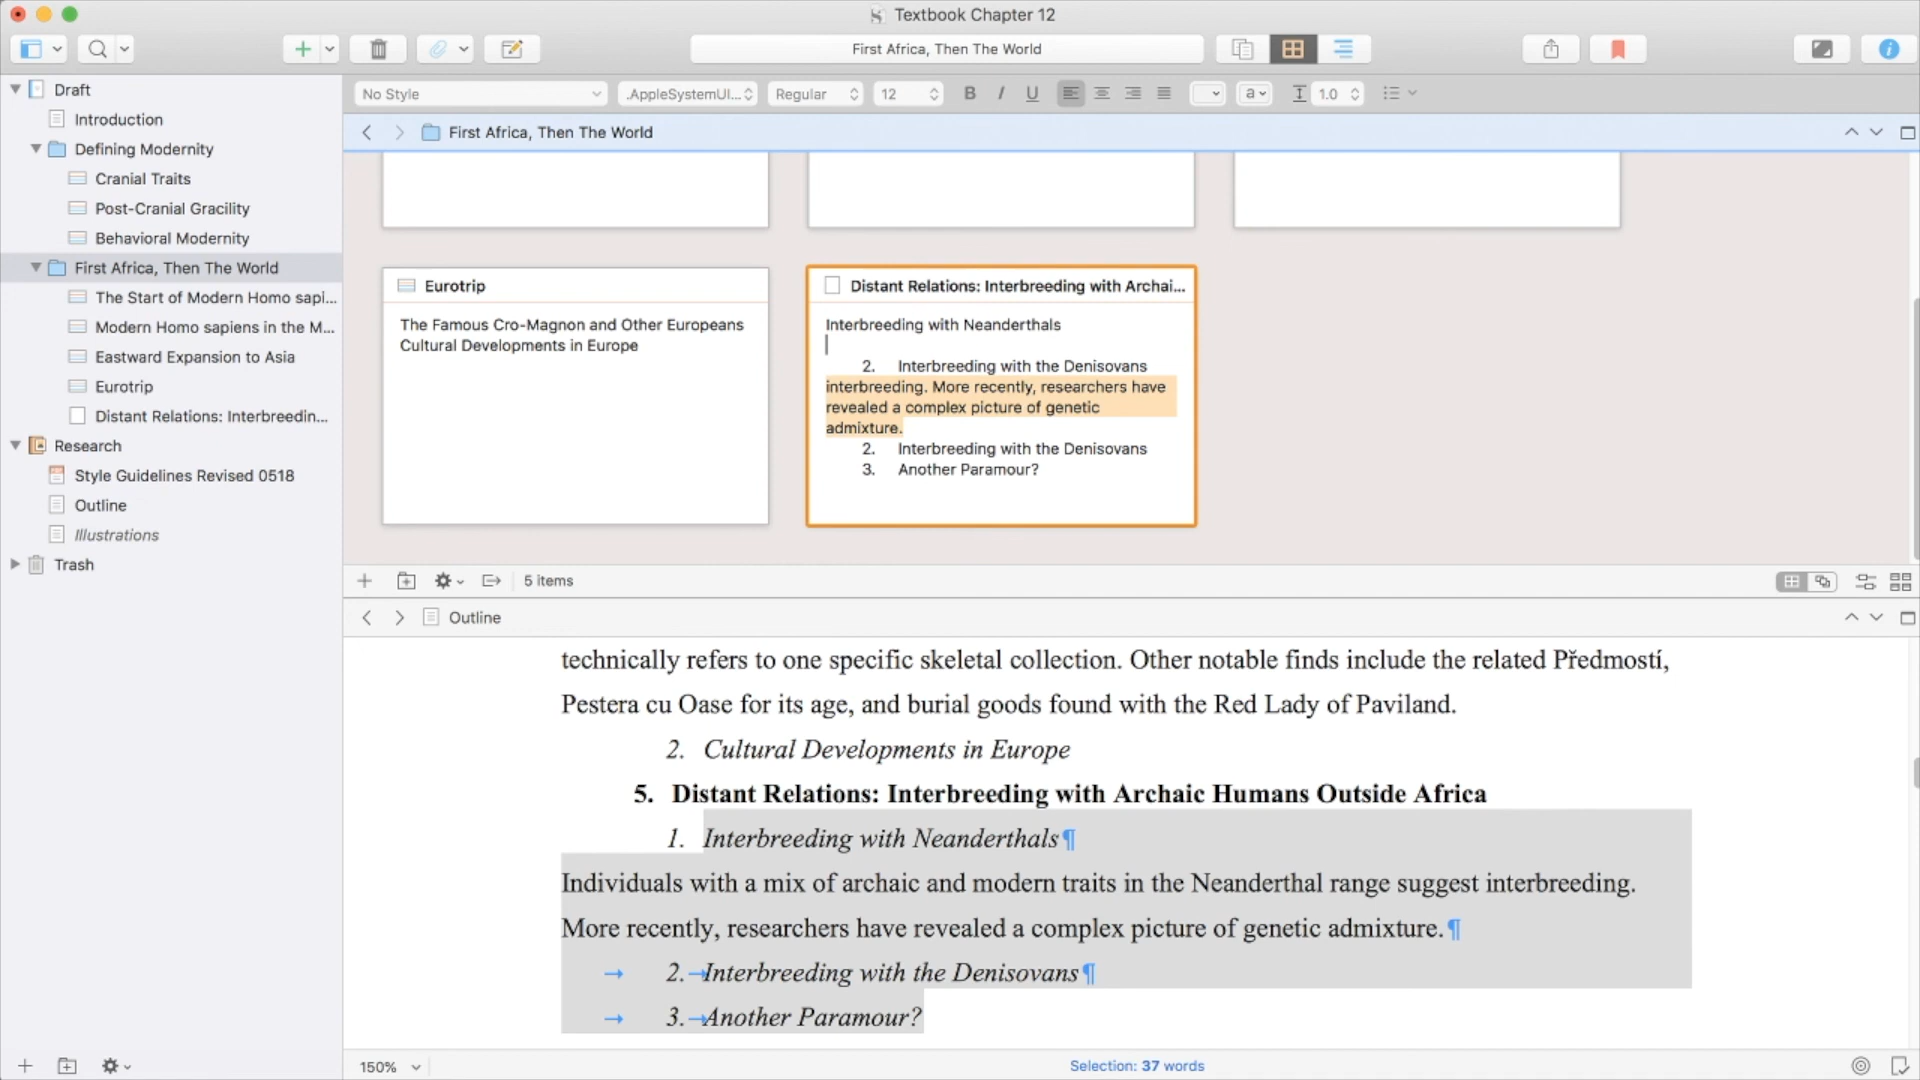 Textbook Chapter 12
First Africa, Then The World
No Style
.AppleSystemUI...
Regular
12
B
I
U
a
1.0
Draft
Introduction
Defining Modernity
Cranial Traits
Post-Cranial Gracility
Behavioral Modernity
First Africa, Then The World
The Start of Modern Homo sapi...
Modern Homo sapiens in the M...
Eastward Expansion to Asia
Eurotrip
Distant Relations: Interbreedin...
Research
Style Guidelines Revised 0518
Outline
Illustrations
Trash
First Africa, Then The World
Eurotrip
The Famous Cro-Magnon and Other Europeans
Cultural Developments in Europe
Distant Relations: Interbreeding with Archai...
Interbreeding with Neanderthals
2. Interbreeding with the Denisovans
interbreeding. More recently, researchers have
revealed a complex picture of genetic
admixture.
2. Interbreeding with the Denisovans
3. Another Paramour?
5 items
Outline
technically refers to one specific skeletal collection. Other notable finds include the related Předmostí,
Pestera cu Oase for its age, and burial goods found with the Red Lady of Paviland.
2. Cultural Developments in Europe
5. Distant Relations: Interbreeding with Archaic Humans Outside Africa
1. Interbreeding with Neanderthals¶
Individuals with a mix of archaic and modern traits in the Neanderthal range suggest interbreeding.
More recently, researchers have revealed a complex picture of genetic admixture.¶
→ 2.→Interbreeding with the Denisovans¶
→ 3.→Another Paramour?
150%
Selection: 37 words